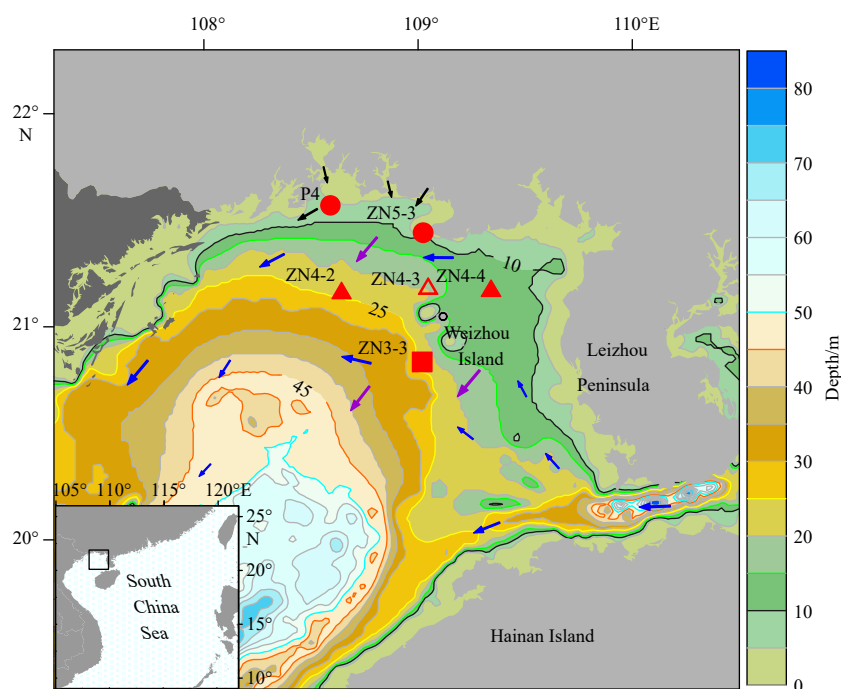 108° 109° 110°E
22°
N
21°
20°
P4
ZN5-3
10
ZN4-2 ZN4-3 ZN4-4
25
Weizhou
Island
ZN3-3
Leizhou
Peninsula
45
Hainan Island
105° 110° 115° 120°E
25°
N
20°
15°
10°
South
China
Sea
80
70
60
50
40
30
20
10
0
Depth/m